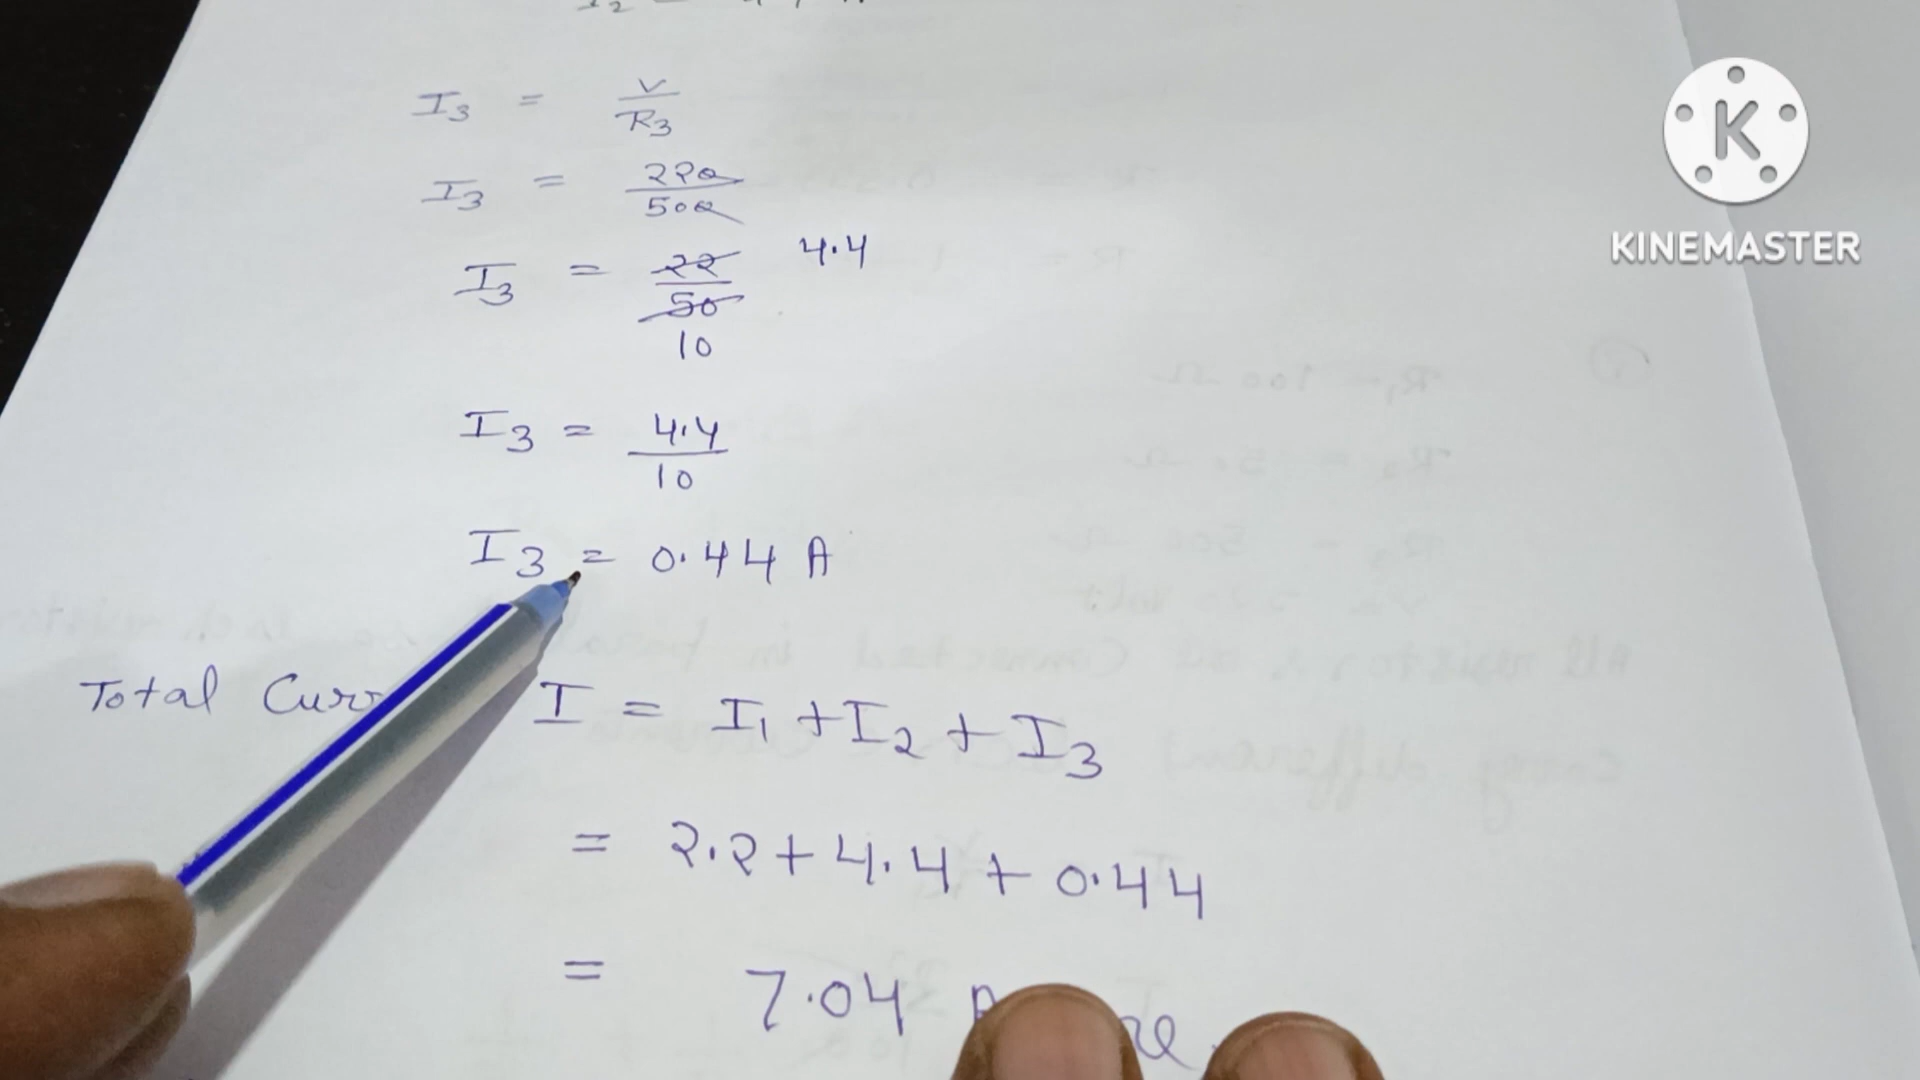 I3 = V/R3
I3 = 220/500
I3 = 22/50 4.4
10
I3 = 4.4/10
I3 = 0.44 A
KINEMASTER
Total Curr I = I1 + I2 + I3
= 2.2 + 4.4 + 0.44
= 7.04